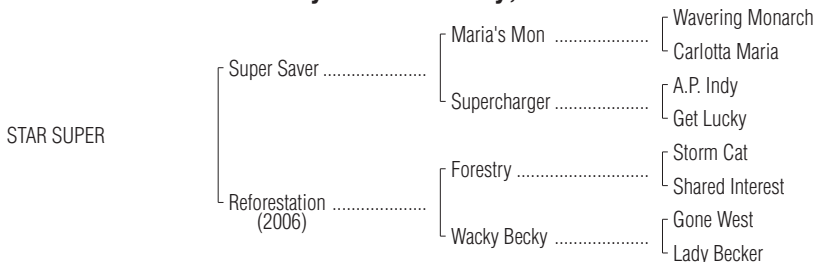 Wavering Monarch
Maria's Mon ....................
Carlotta Maria
Super Saver ......................
A.P. Indy
Supercharger ....................
Get Lucky
STAR SUPER
Storm Cat
Forestry ............................
Shared Interest
Reforestation ....................
(2006)
Gone West
Wacky Becky ....................
Lady Becker